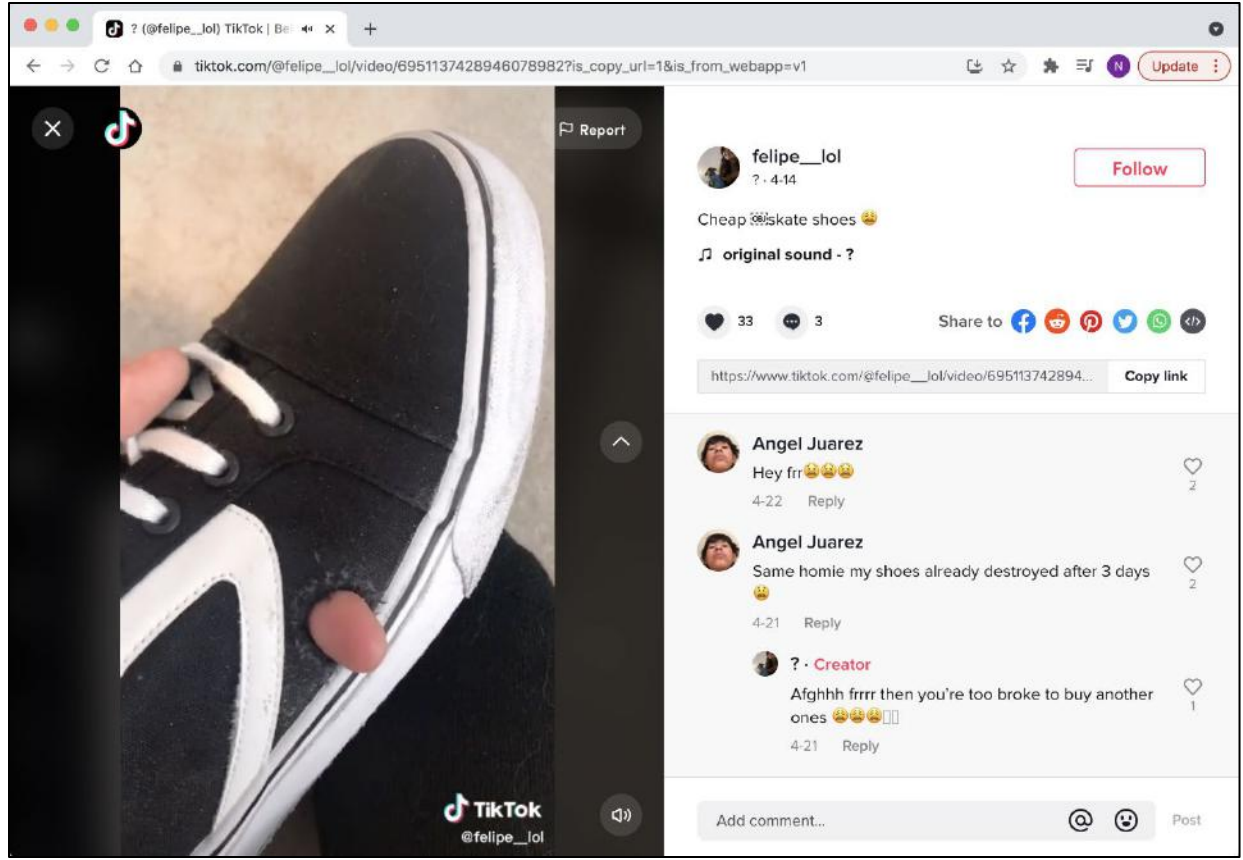 ? (@felipe__lol) TikTok | Be
tiktok.com/@felipe__lol/video/6951137428946078982?is_copy_url=1&is_from_webapp=v1
N
Update
Report
felipe__lol
? · 4-14
Follow
Cheap OBJskate shoes 😩
original sound - ?
33
3
Share to
https://www.tiktok.com/@felipe__lol/video/695113742894...
Copy link
Angel Juarez
Hey frr😫😫😫
4-22 Reply
2
Angel Juarez
Same homie my shoes already destroyed after 3 days
😫
2
4-21 Reply
? · Creator
Afghhh frrr then you're too broke to buy another
ones 😩😩😩
1
4-21 Reply
TikTok
@felipe__lol
Add comment...
@
Post